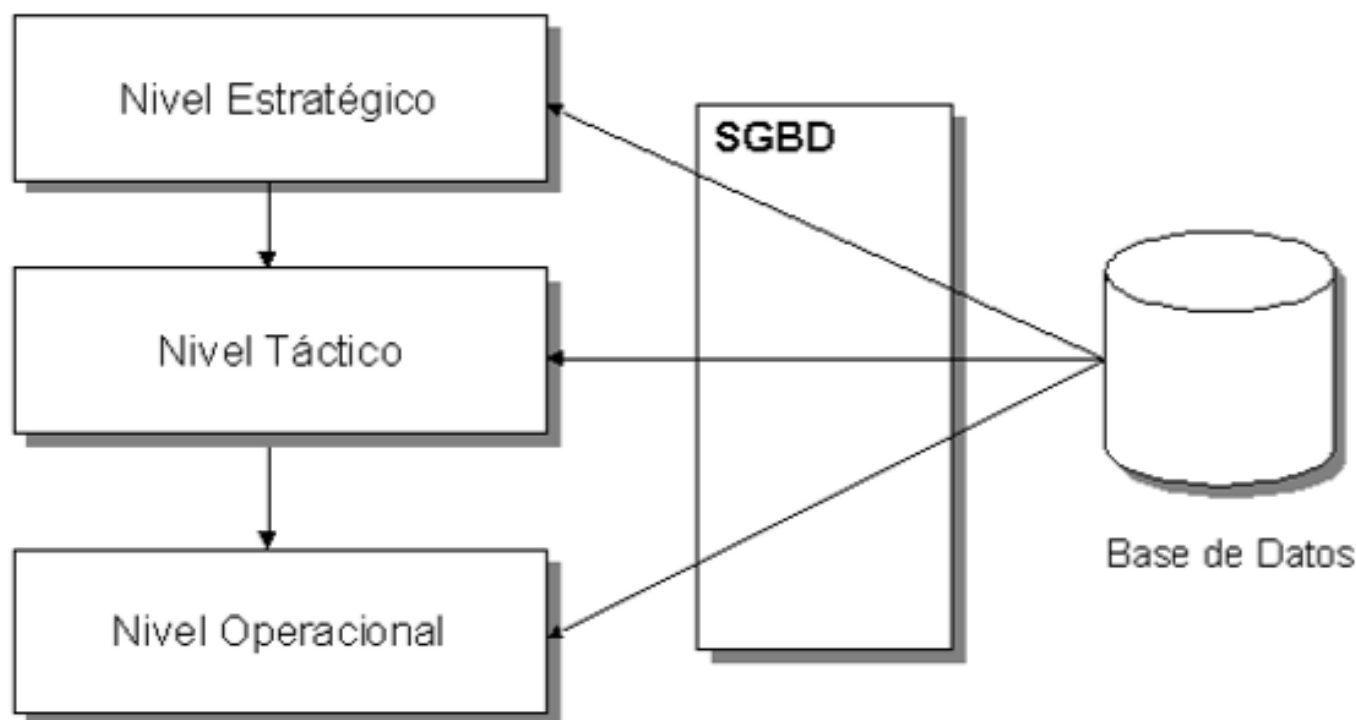 Nivel Estratégico
SGBD
Nivel Táctico
Base de Datos
Nivel Operacional